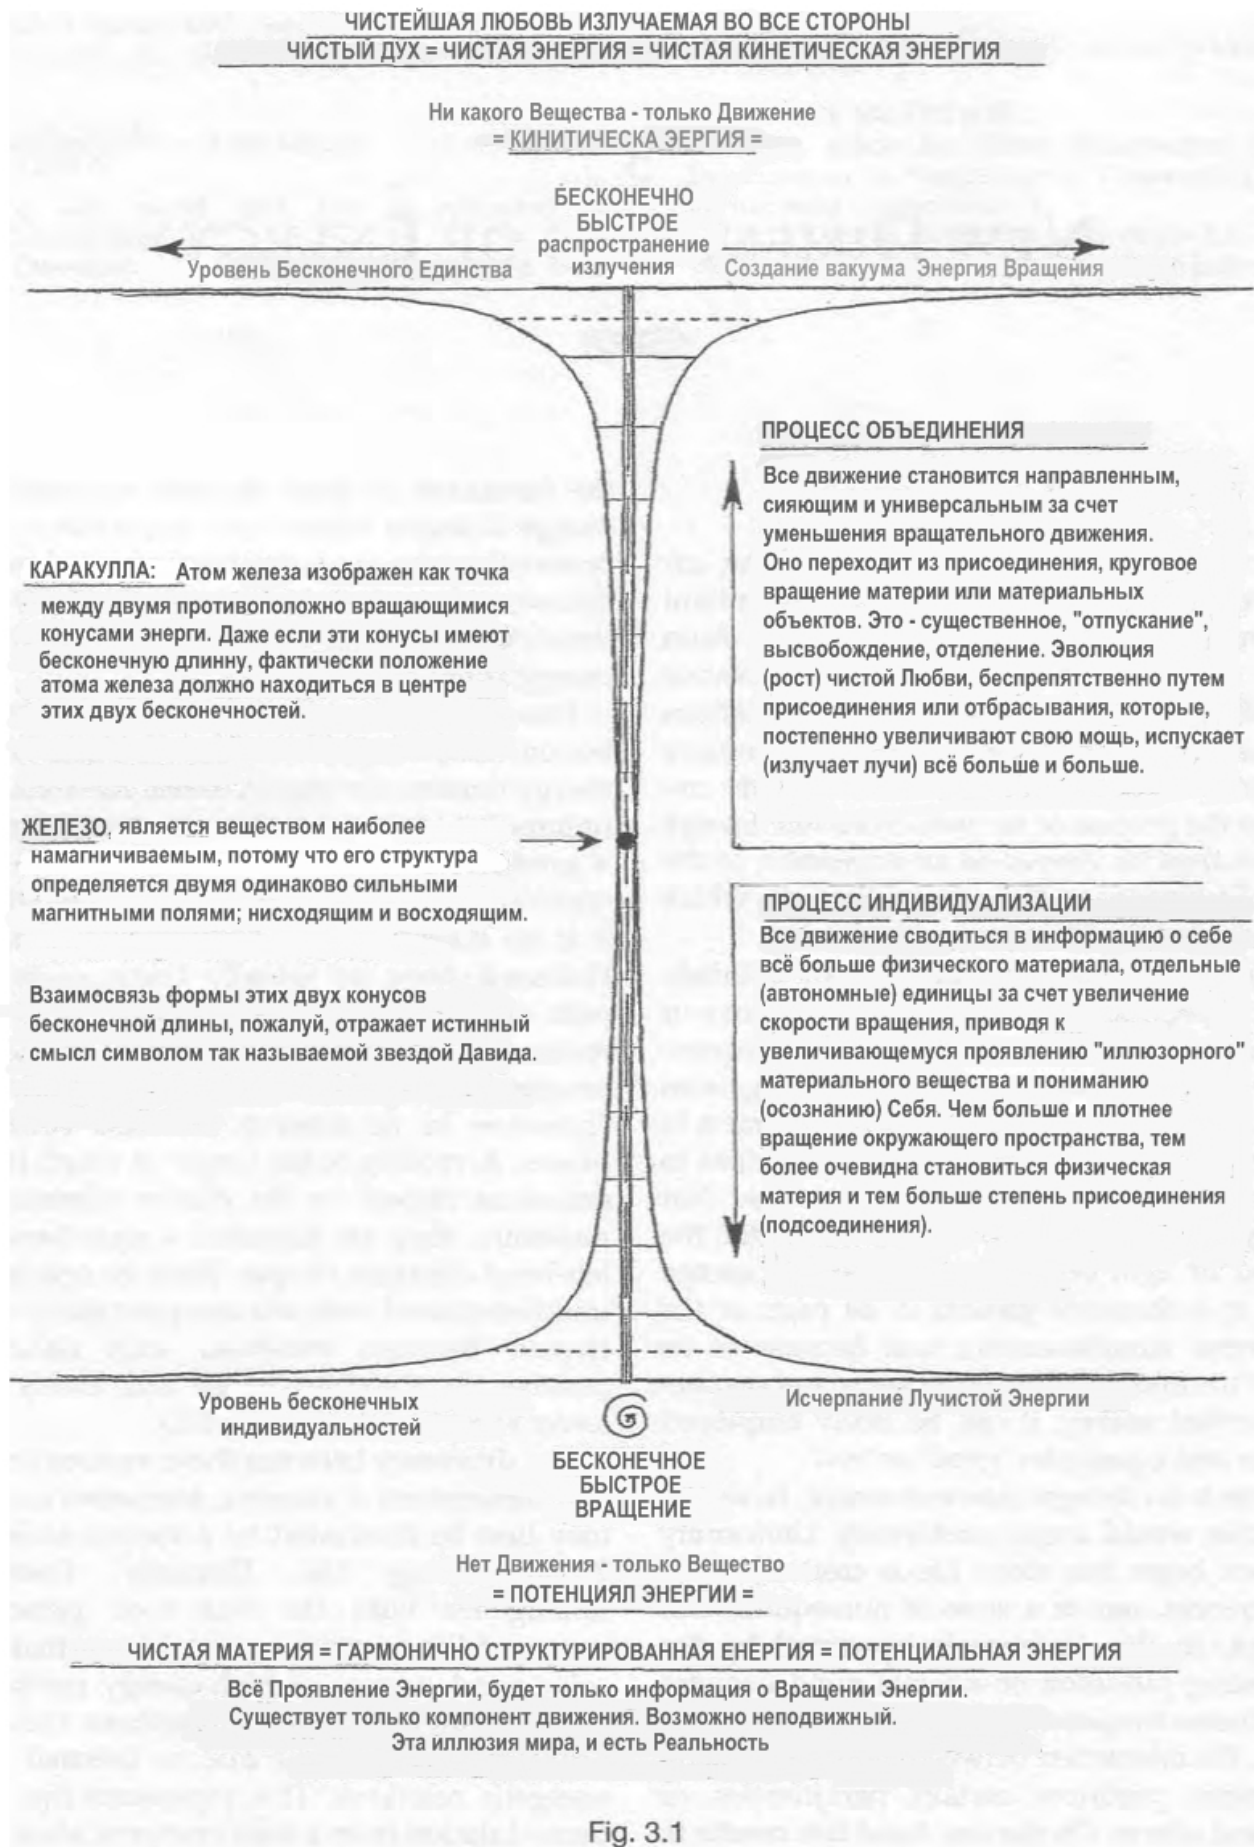 ЧИСТЕЙШАЯ ЛЮБОВЬ ИЗЛУЧАЕМАЯ ВО ВСЕ СТОРОНЫ
ЧИСТЫЙ ДУХ = ЧИСТАЯ ЭНЕРГИЯ = ЧИСТАЯ КИНЕТИЧЕСКАЯ ЭНЕРГИЯ
Ни какого Вещества - только Движение
= КИНИТИЧЕСКА ЭЕРГИЯ =
БЕСКОНЕЧНО
БЫСТРОЕ
распространение
излучения
Уровень Бесконечного Единства
Создание вакуума Энергия Вращения
КАРАКУЛЛА: Атом железа изображен как точка
между двумя противоположно вращающимися
конусами энерги. Даже если эти конусы имеют
бесконечную длинну, фактически положение
атома железа должно находиться в центре
этих двух бесконечностей.
ЖЕЛЕЗО, является веществом наиболее
намагничиваемым, потому что его структура
определяется двумя одинаково сильными
магнитными полями; нисходящим и восходящим.
Взаимосвязь формы этих двух конусов
бесконечной длины, пожалуй, отражает истинный
смысл символом так называемой звездой Давида.
ПРОЦЕСС ОБЪЕДИНЕНИЯ
Все движение становится направленным,
сияющим и универсальным за счет
уменьшения вращательного движения.
Оно переходит из присоединения, круговое
вращение материи или материальных
объектов. Это - существенное, "отпускание",
высвобождение, отделение. Эволюция
(рост) чистой Любви, беспрепятственно путем
присоединения или отбрасывания, которые,
постепенно увеличивают свою мощь, испускает
(излучает лучи) всё больше и больше.
ПРОЦЕСС ИНДИВИДУАЛИЗАЦИИ
Все движение сводиться в информацию о себе
всё больше физического материала, отдельные
(автономные) единицы за счет увеличение
скорости вращения, приводя к
увеличивающемуся проявлению "иллюзорного"
материального вещества и пониманию
(осознанию) Себя. Чем больше и плотнее
вращение окружающего пространства, тем
более очевидна становиться физическая
материя и тем больше степень присоединения
(подсоединения).
Уровень бесконечных
индивидуальностей
Исчерпание Лучистой Энергии
БЕСКОНЕЧНОЕ
БЫСТРОЕ
ВРАЩЕНИЕ
Нет Движения - только Вещество
= ПОТЕНЦИЯЛ ЭНЕРГИИ =
ЧИСТАЯ МАТЕРИЯ = ГАРМОНИЧНО СТРУКТУРИРОВАННАЯ ЕНЕРГИЯ = ПОТЕНЦИАЛЬНАЯ ЭНЕРГИЯ
Всё Проявление Энергии, будет только информация о Вращении Энергии.
Существует только компонент движения. Возможно неподвижный.
Эта иллюзия мира, и есть Реальность
Fig. 3.1